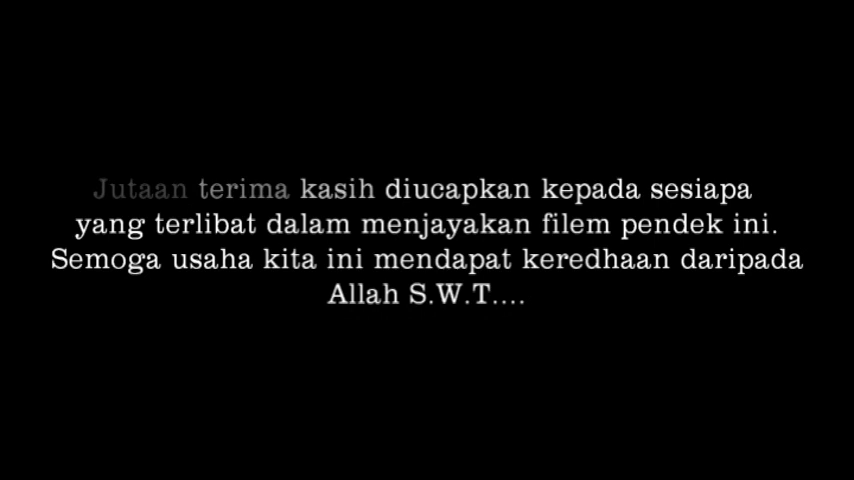 Jutaan terima kasih diucapkan kepada sesiapa
yang terlibat dalam menjayakan filem pendek ini.
Semoga usaha kita ini mendapat keredhaan daripada
Allah S.W.T....